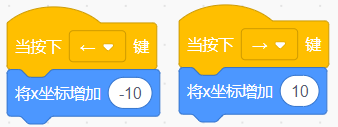 当按下 ← 键
将x坐标增加 -10
当按下 → 键
将x坐标增加 10